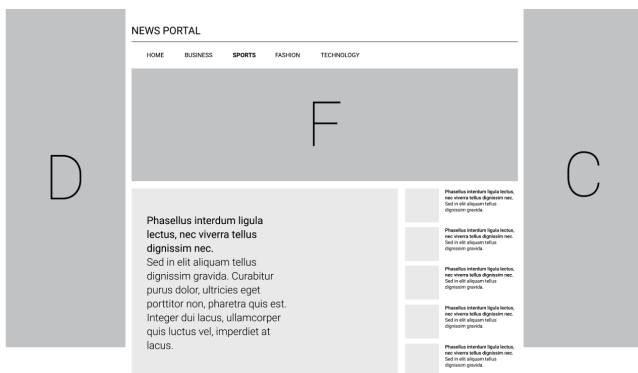 NEWS PORTAL
HOME BUSINESS SPORTS FASHION TECHNOLOGY
D
F
C
Phasellus interdum ligula
lectus, nec viverra tellus
dignissim nec.
Sed in elit aliquam tellus
dignissim gravida. Curabitur
purus dolor, ultricies eget
porttitor non, pharetra quis est.
Integer dui lacus, ullamcorper
quis luctus vel, imperdiet at
lacus.
Phasellus interdum ligula lectus,
nec viverra tellus dignissim nec.
Sed in elit aliquam tellus
dignissim gravida.
Phasellus interdum ligula lectus,
nec viverra tellus dignissim nec.
Sed in elit aliquam tellus
dignissim gravida.
Phasellus interdum ligula lectus,
nec viverra tellus dignissim nec.
Sed in elit aliquam tellus
dignissim gravida.
Phasellus interdum ligula lectus,
nec viverra tellus dignissim nec.
Sed in elit aliquam tellus
dignissim gravida.
Phasellus interdum ligula lectus,
nec viverra tellus dignissim nec.
Sed in elit aliquam tellus
dignissim gravida.